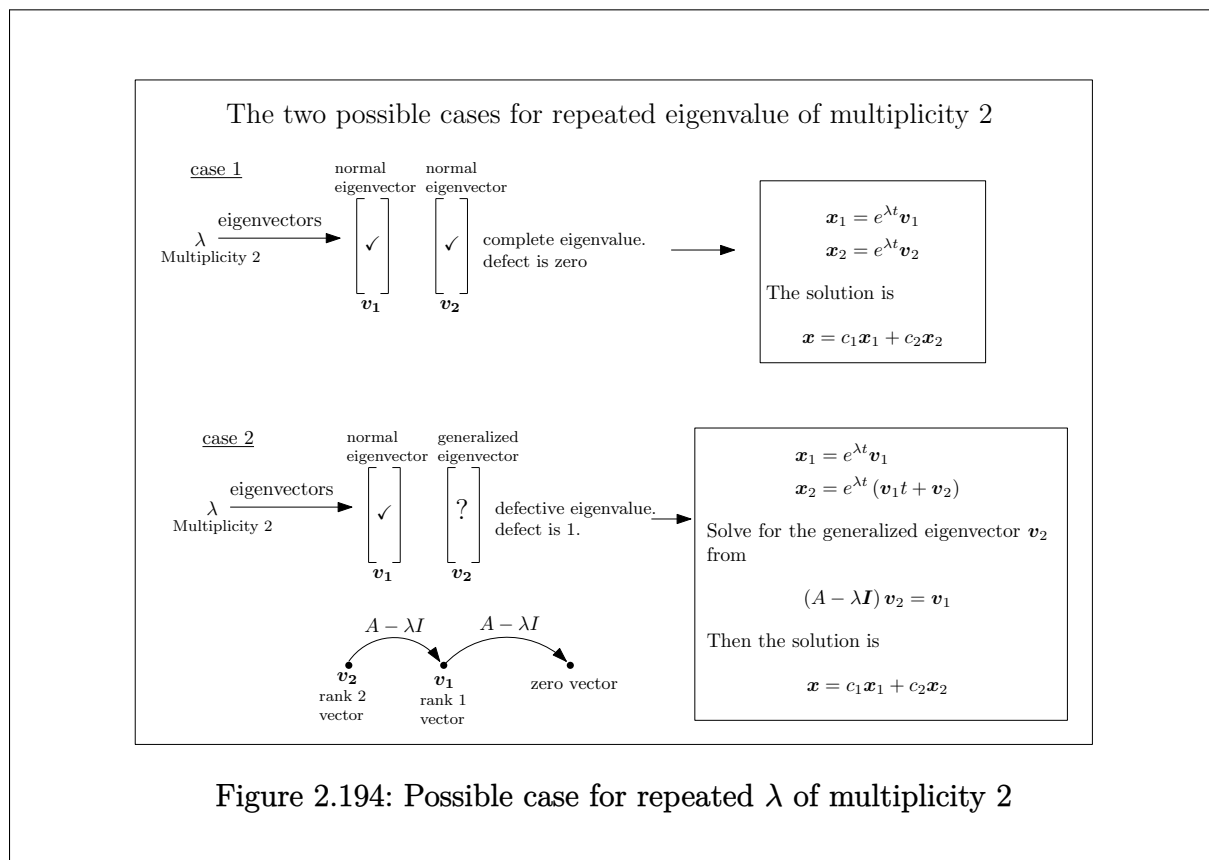 The two possible cases for repeated eigenvalue of multiplicity 2
case 1
normal eigenvector
normal eigenvector
λ
Multiplicity 2
eigenvectors
✓
✓
v₁
v₂
complete eigenvalue.
defect is zero
x₁ = e^{λt} v₁
x₂ = e^{λt} v₂
The solution is
x = c₁x₁ + c₂x₂
case 2
normal eigenvector
generalized eigenvector
λ
Multiplicity 2
eigenvectors
✓
?
v₁
v₂
defective eigenvalue.
defect is 1.
x₁ = e^{λt} v₁
x₂ = e^{λt} (v₁t + v₂)
Solve for the generalized eigenvector v₂
from
(A − λI) v₂ = v₁
Then the solution is
x = c₁x₁ + c₂x₂
A − λI
A − λI
v₂
rank 2
vector
v₁
rank 1
vector
zero vector
Figure 2.194: Possible case for repeated λ of multiplicity 2